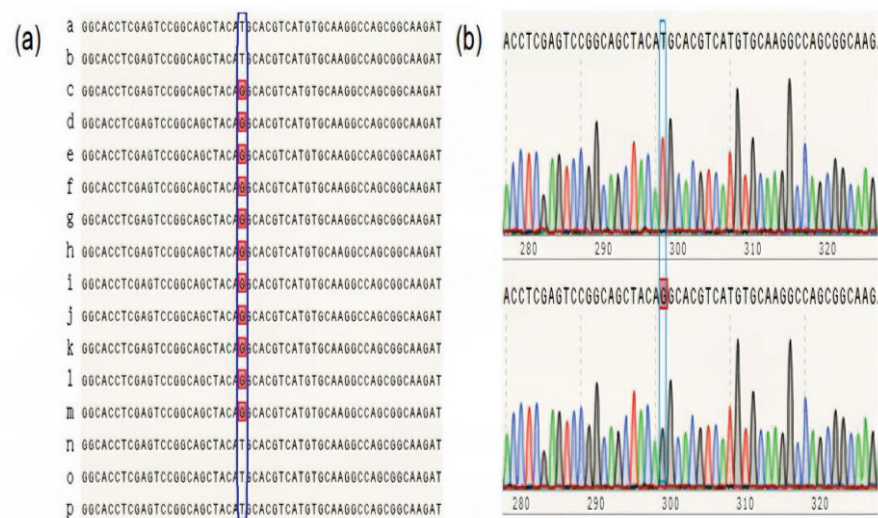 (a)
a GGCACCTCGAGTCCGGCAGCTACATGCACGTCATGTGCAAGGCCAGCGGCAAGAT
b GGCACCTCGAGTCCGGCAGCTACATGCACGTCATGTGCAAGGCCAGCGGCAAGAT
c GGCACCTCGAGTCCGGCAGCTACAGGCACGTCATGTGCAAGGCCAGCGGCAAGAT
d GGCACCTCGAGTCCGGCAGCTACAGGCACGTCATGTGCAAGGCCAGCGGCAAGAT
e GGCACCTCGAGTCCGGCAGCTACAGGCACGTCATGTGCAAGGCCAGCGGCAAGAT
f GGCACCTCGAGTCCGGCAGCTACAGGCACGTCATGTGCAAGGCCAGCGGCAAGAT
g GGCACCTCGAGTCCGGCAGCTACAGGCACGTCATGTGCAAGGCCAGCGGCAAGAT
h GGCACCTCGAGTCCGGCAGCTACAGGCACGTCATGTGCAAGGCCAGCGGCAAGAT
i GGCACCTCGAGTCCGGCAGCTACAGGCACGTCATGTGCAAGGCCAGCGGCAAGAT
j GGCACCTCGAGTCCGGCAGCTACAGGCACGTCATGTGCAAGGCCAGCGGCAAGAT
k GGCACCTCGAGTCCGGCAGCTACAGGCACGTCATGTGCAAGGCCAGCGGCAAGAT
l GGCACCTCGAGTCCGGCAGCTACAGGCACGTCATGTGCAAGGCCAGCGGCAAGAT
m GGCACCTCGAGTCCGGCAGCTACAGGCACGTCATGTGCAAGGCCAGCGGCAAGAT
n GGCACCTCGAGTCCGGCAGCTACATGCACGTCATGTGCAAGGCCAGCGGCAAGAT
o GGCACCTCGAGTCCGGCAGCTACATGCACGTCATGTGCAAGGCCAGCGGCAAGAT
p GGCACCTCGAGTCCGGCAGCTACATGCACGTCATGTGCAAGGCCAGCGGCAAGAT
(b)
ACCTCGAGTCCGGCAGCTACATGCACGTCATGTGCAAGGCCAGCGGCAAG
280 290 300 310 320
ACCTCGAGTCCGGCAGCTACAGGCACGTCATGTGCAAGGCCAGCGGCAAG
280 290 300 310 320